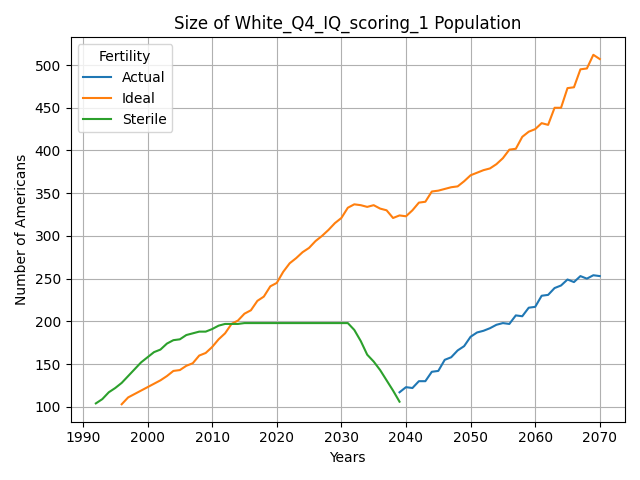 Size of White_Q4_IQ_scoring_1 Population
Fertility
Actual
Ideal
Sterile
Number of Americans
500
450
400
350
300
250
200
150
100
1990 2000 2010 2020 2030 2040 2050 2060 2070
Years